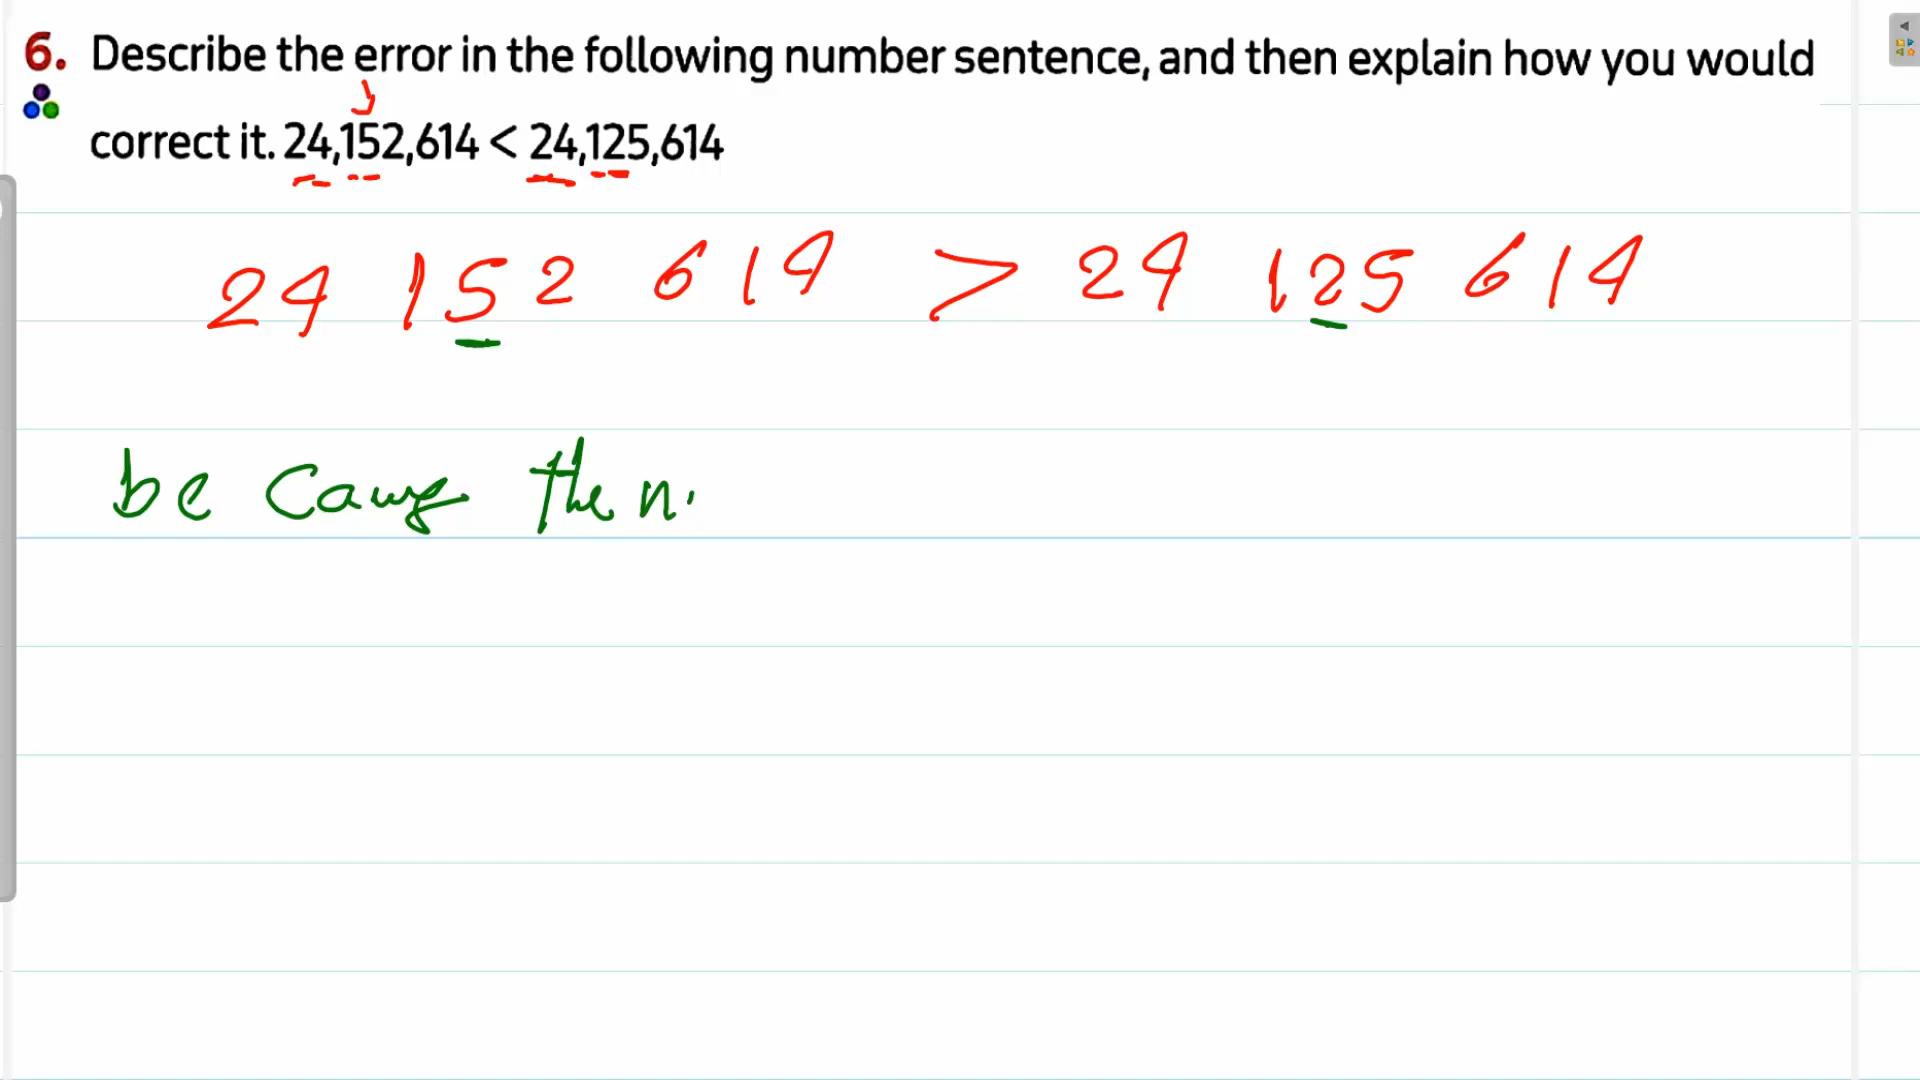 6. Describe the error in the following number sentence, and then explain how you would
correct it. 24,152,614 < 24,125,614
24 152 614 > 24 125 614
be cause the n.